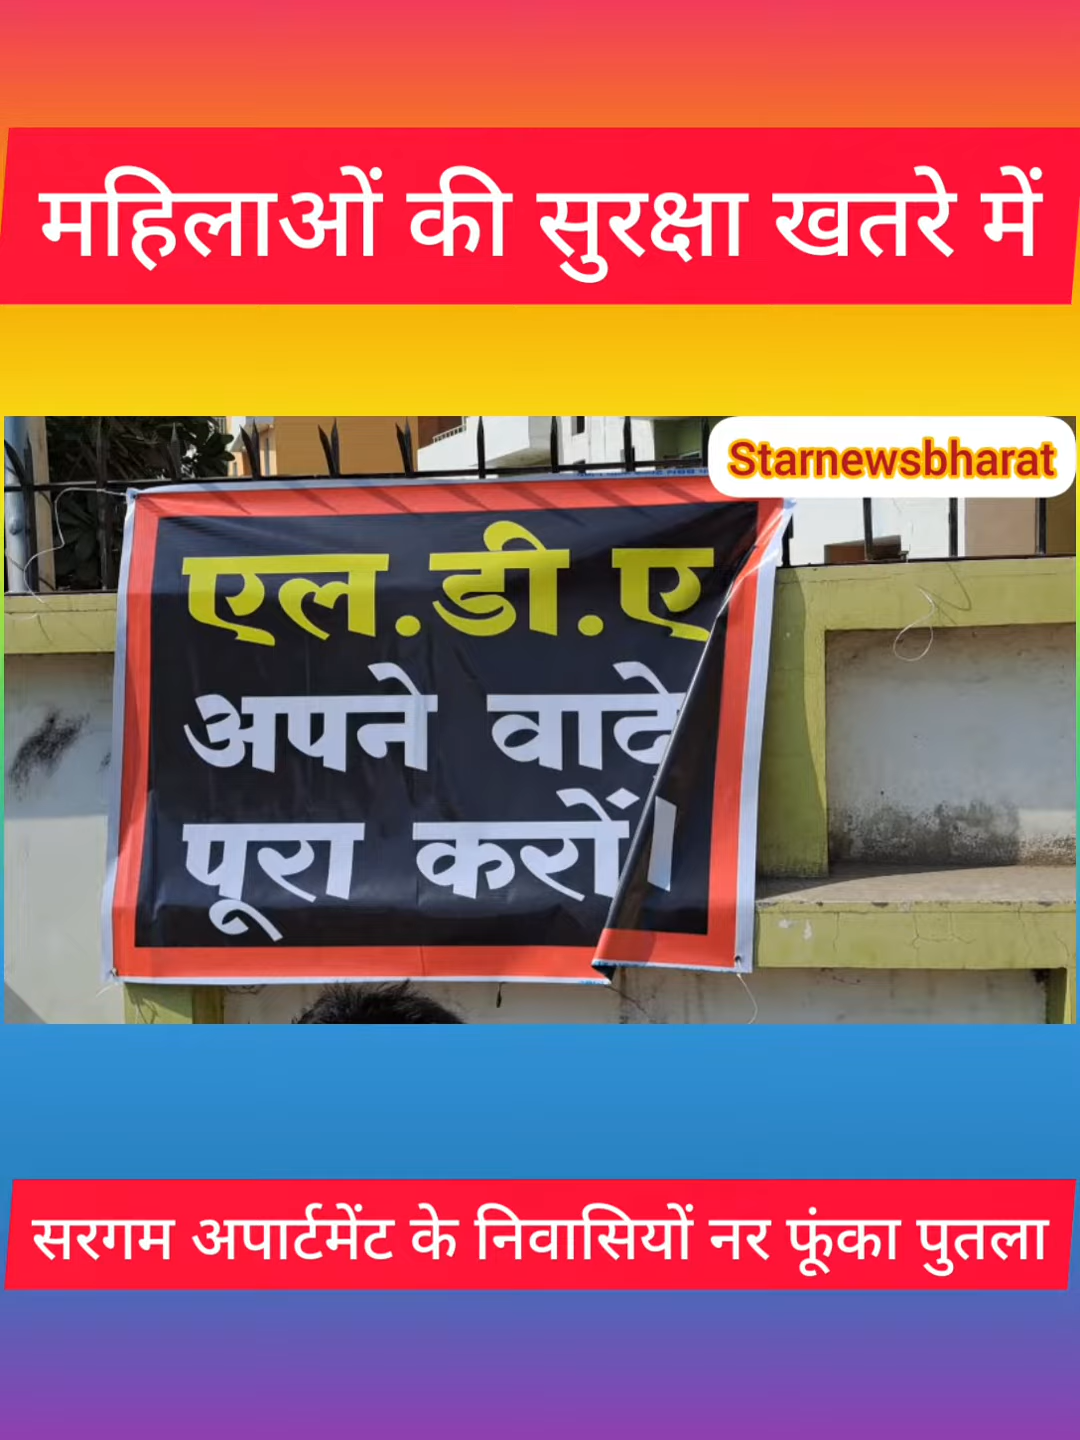 महिलाओं की सुरक्षा खतरे में
Starnewsbharat
एल.डी.ए
अपने वादे
पूरा करों।
सरगम अपार्टमेंट के निवासियों नर फूंका पुतला